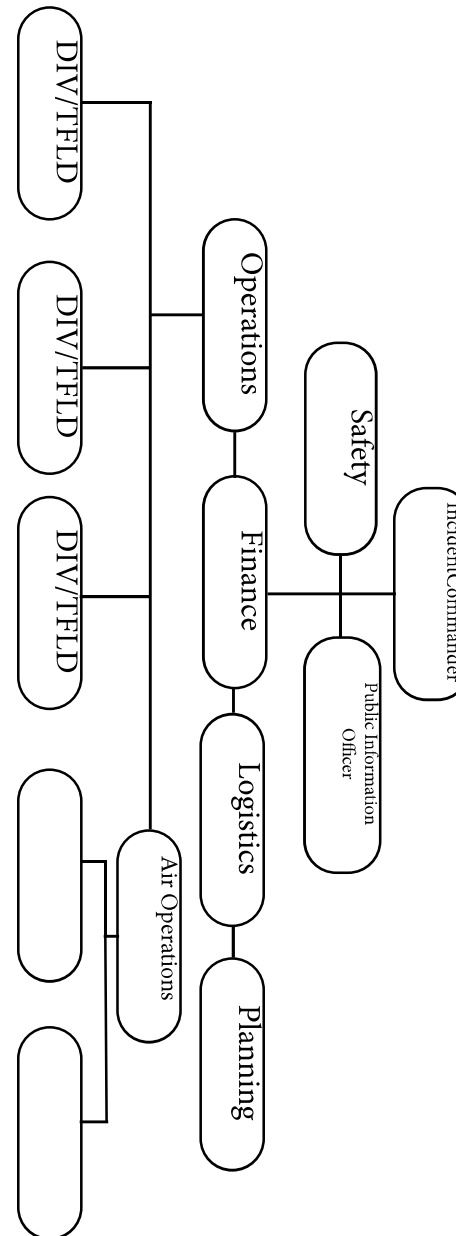 IncidentCommander
Safety
Public Information
Officer
Operations
Finance
Logistics
Planning
Air Operations
DIV/TFLD
DIV/TFLD
DIV/TFLD